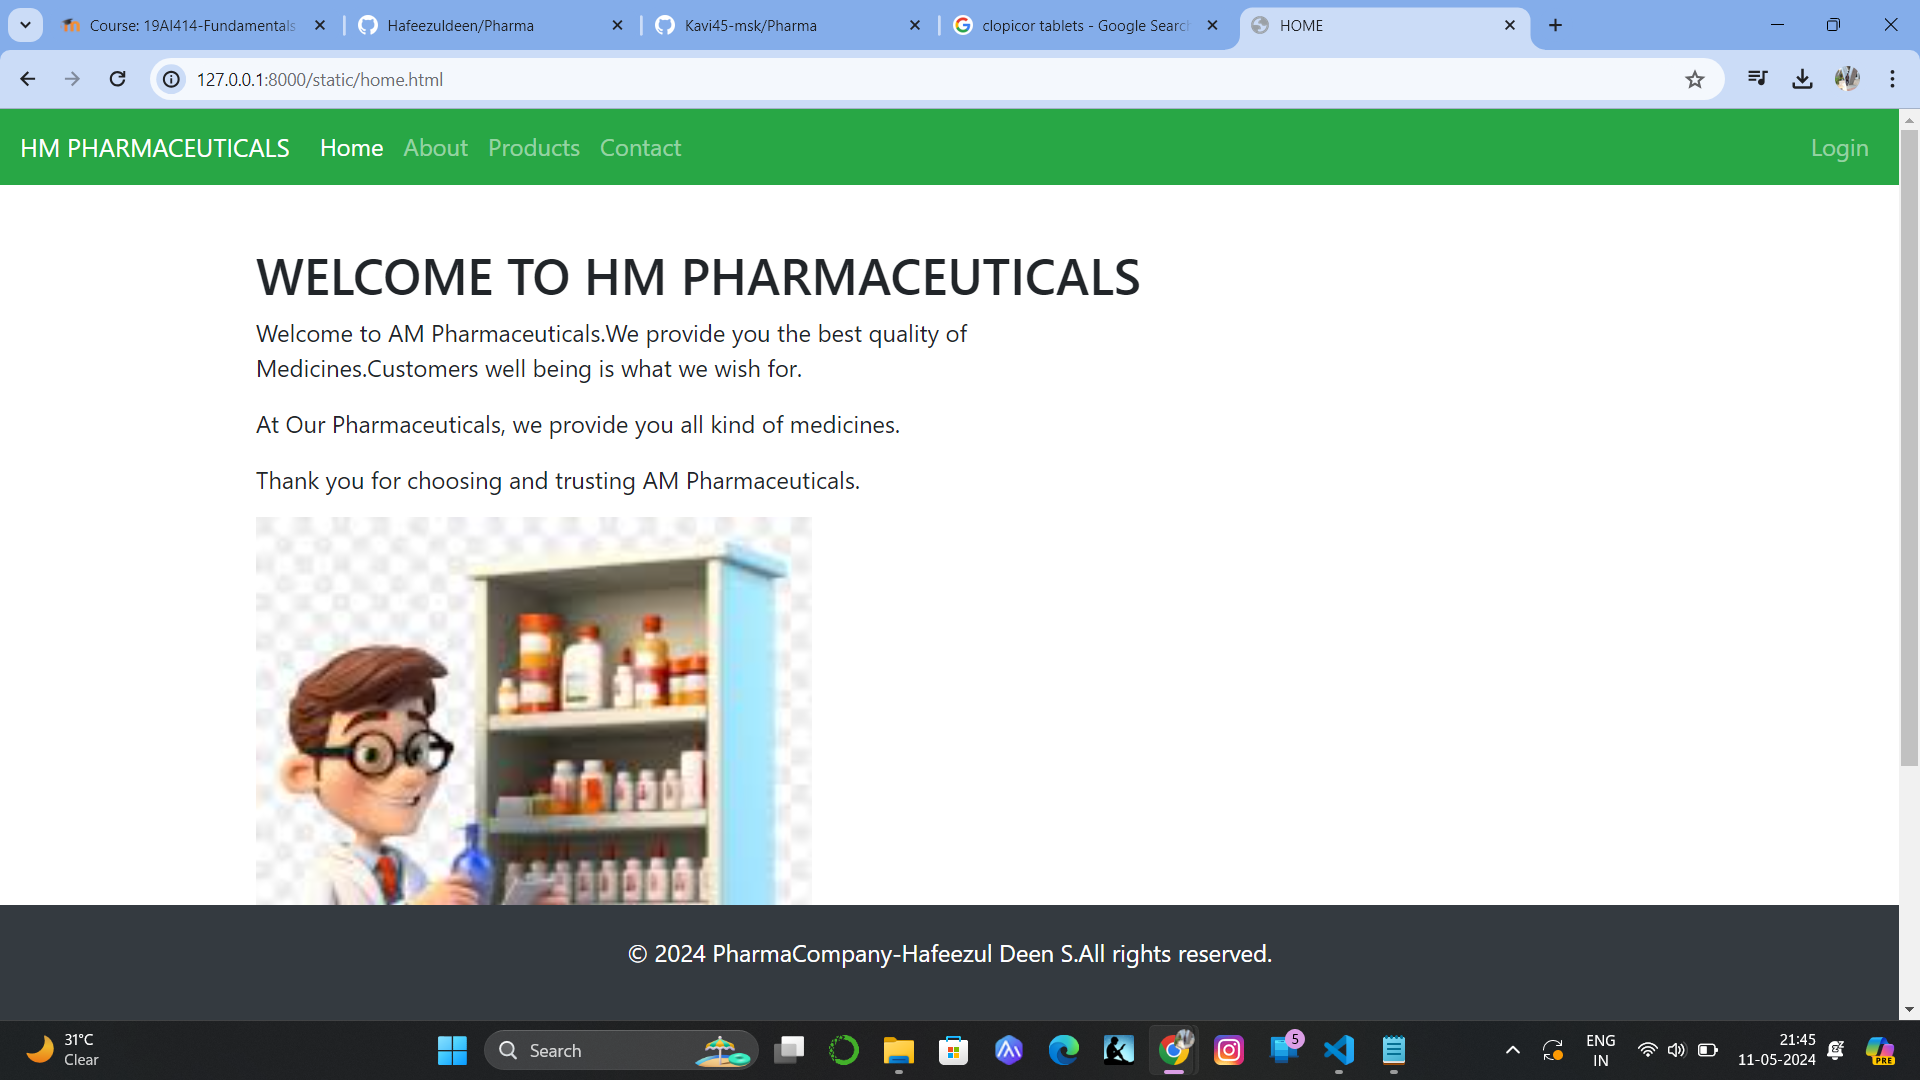 Course: 19AI414-Fundamentals
Hafeezuldeen/Pharma
Kavi45-msk/Pharma
clopicor tablets - Google Search
HOME
127.0.0.1:8000/static/home.html
HM PHARMACEUTICALS Home About Products Contact Login
WELCOME TO HM PHARMACEUTICALS
Welcome to AM Pharmaceuticals.We provide you the best quality of
Medicines.Customers well being is what we wish for.
At Our Pharmaceuticals, we provide you all kind of medicines.
Thank you for choosing and trusting AM Pharmaceuticals.
© 2024 PharmaCompany-Hafeezul Deen S.All rights reserved.
31°C
Clear
Search
5
ENG
IN
21:45
11-05-2024
PRE